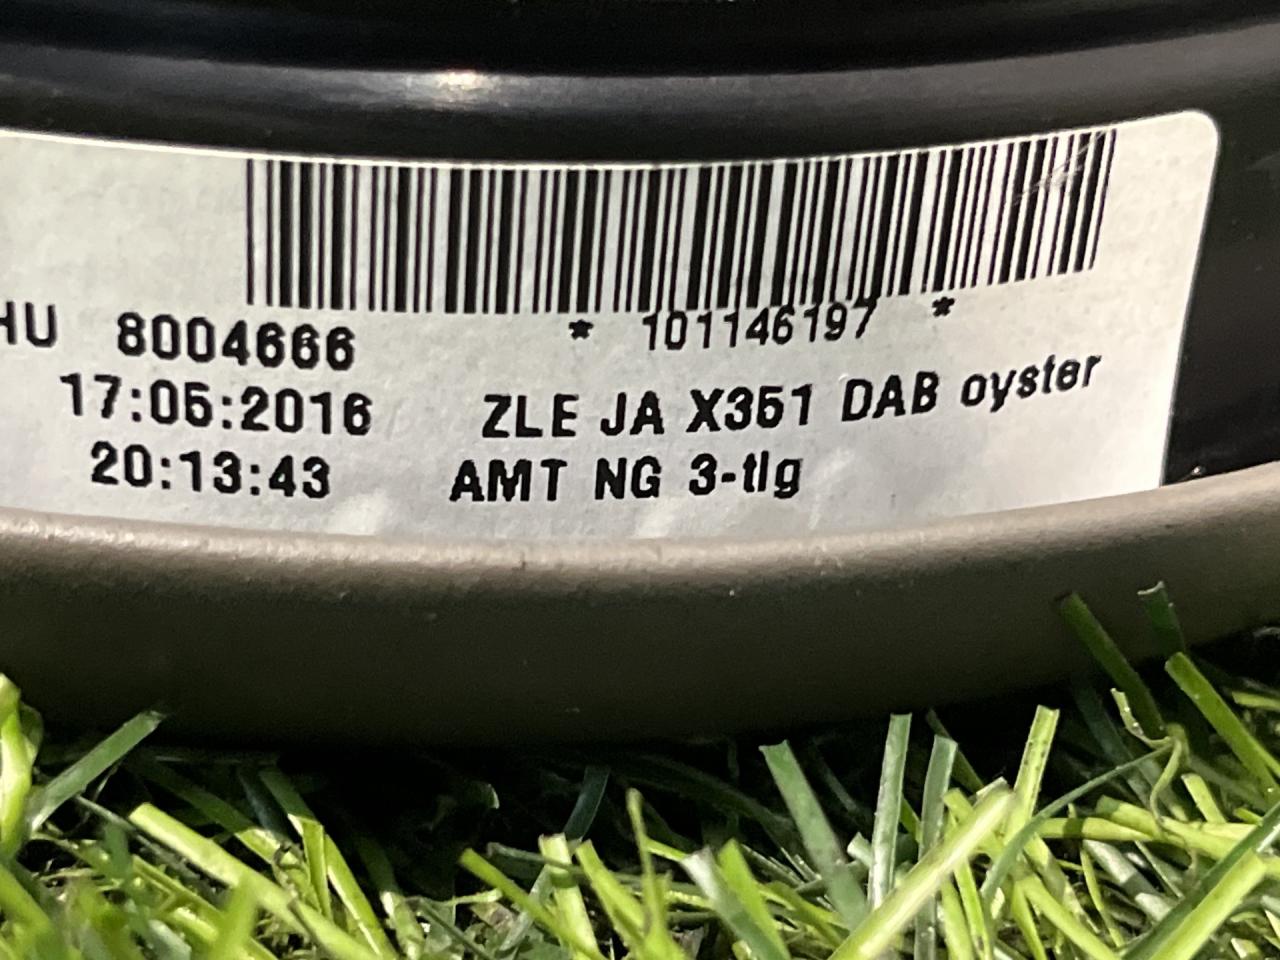 HU 8004666 * 101146197 *
17:05:2016 ZLE JA X351 DAB oyster
20:13:43 AMT NG 3-tlg